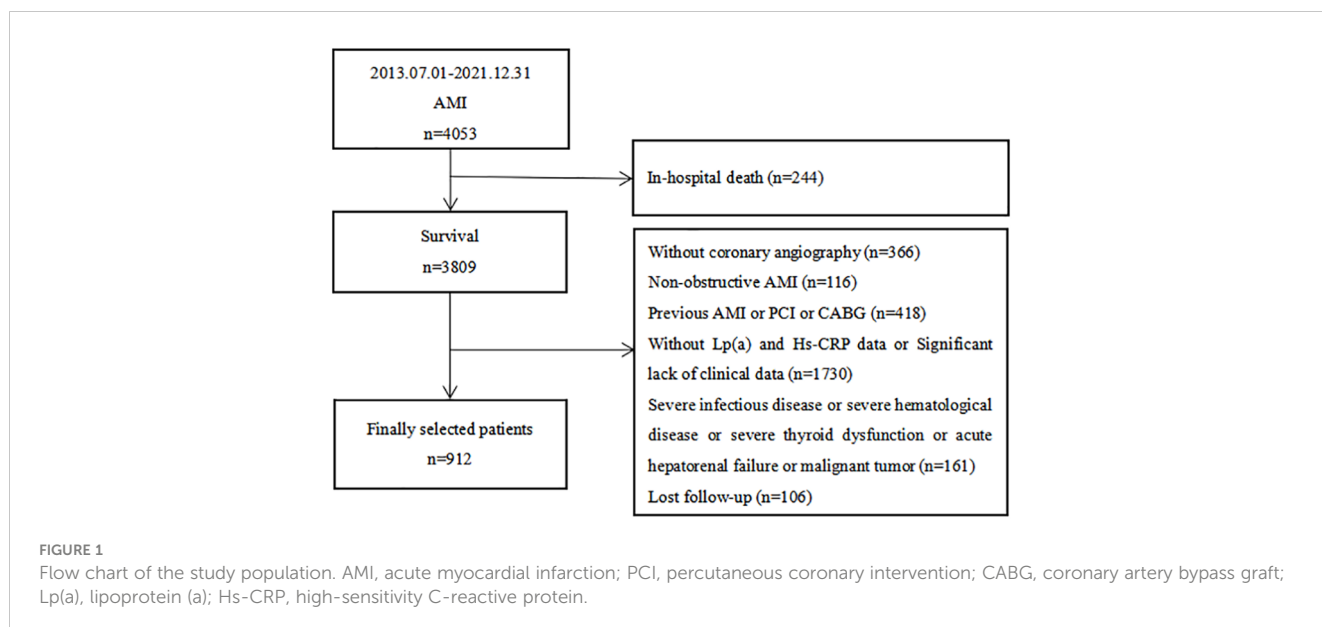 2013.07.01-2021.12.31
AMI
n=4053
In-hospital death (n=244)
Survival
n=3809
Without coronary angiography (n=366)
Non-obstructive AMI (n=116)
Previous AMI or PCI or CABG (n=418)
Without Lp(a) and Hs-CRP data or Significant
lack of clinical data (n=1730)
Severe infectious disease or severe hematological
disease or severe thyroid dysfunction or acute
hepatorenal failure or malignant tumor (n=161)
Lost follow-up (n=106)
Finally selected patients
n=912
FIGURE 1
Flow chart of the study population. AMI, acute myocardial infarction; PCI, percutaneous coronary intervention; CABG, coronary artery bypass graft;
Lp(a), lipoprotein (a); Hs-CRP, high-sensitivity C-reactive protein.